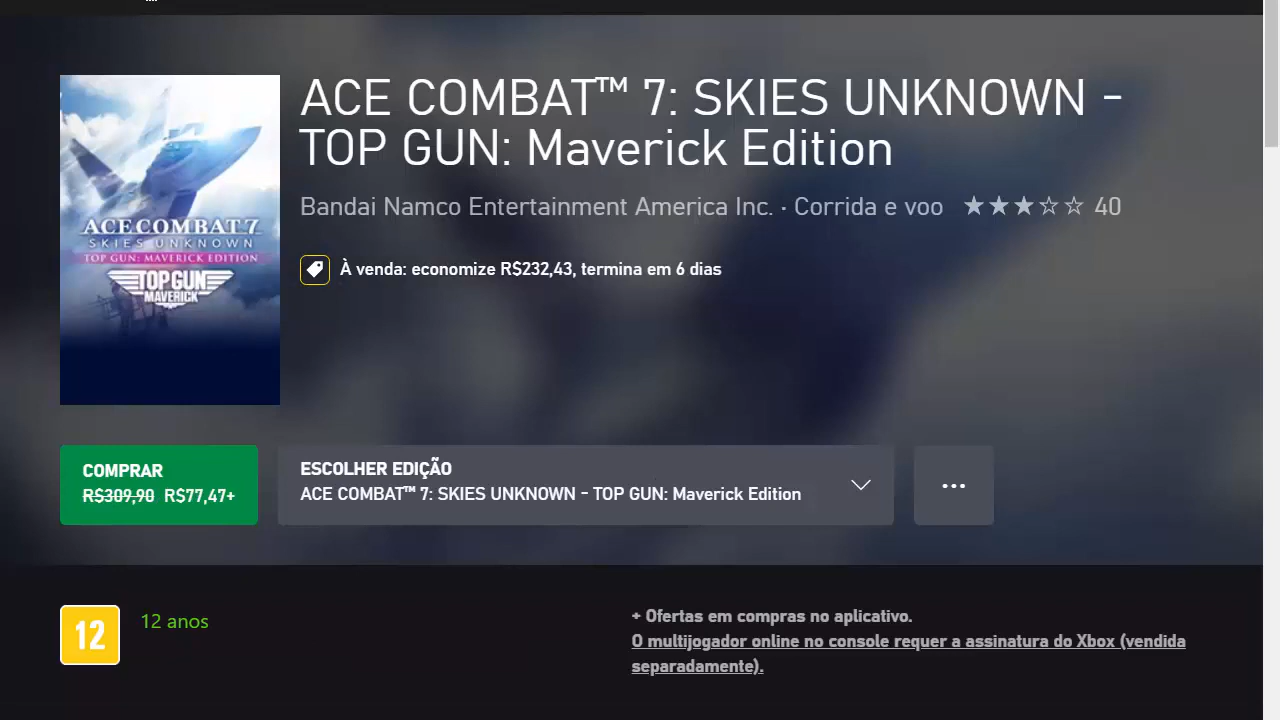 ACE COMBAT™ 7: SKIES UNKNOWN -
TOP GUN: Maverick Edition
Bandai Namco Entertainment America Inc. · Corrida e voo ★★★☆☆ 40
À venda: economize R$232,43, termina em 6 dias
ACE COMBAT 7
SKIES UNKNOWN
TOP GUN: MAVERICK EDITION
TOP GUN
MAVERICK
COMPRAR
R$309,90 R$77,47+
ESCOLHER EDIÇÃO
ACE COMBAT™ 7: SKIES UNKNOWN - TOP GUN: Maverick Edition
12
12 anos
+ Ofertas em compras no aplicativo.
O multijogador online no console requer a assinatura do Xbox (vendida
separadamente).